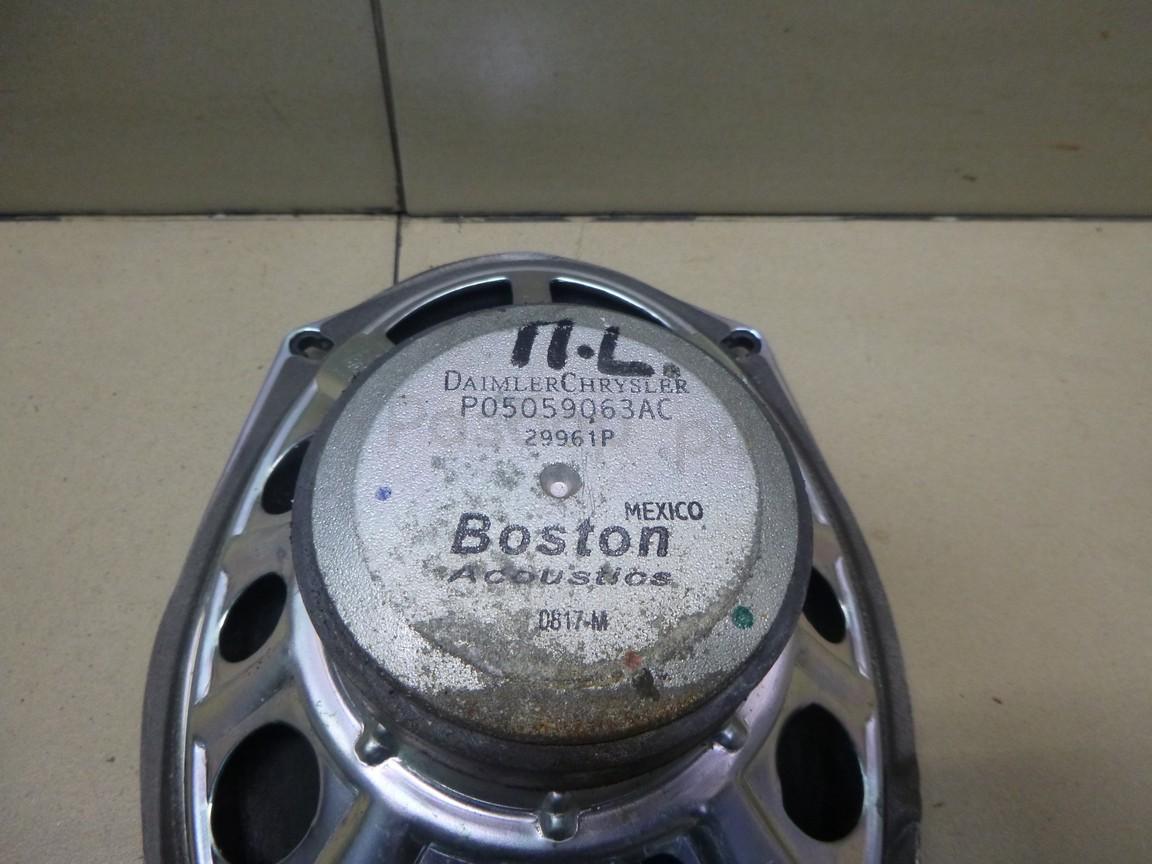 П.L.
DAIMLERCHRYSLER
P05059063AC
29961P
MEXICO
Boston
Acoustics
0817-M